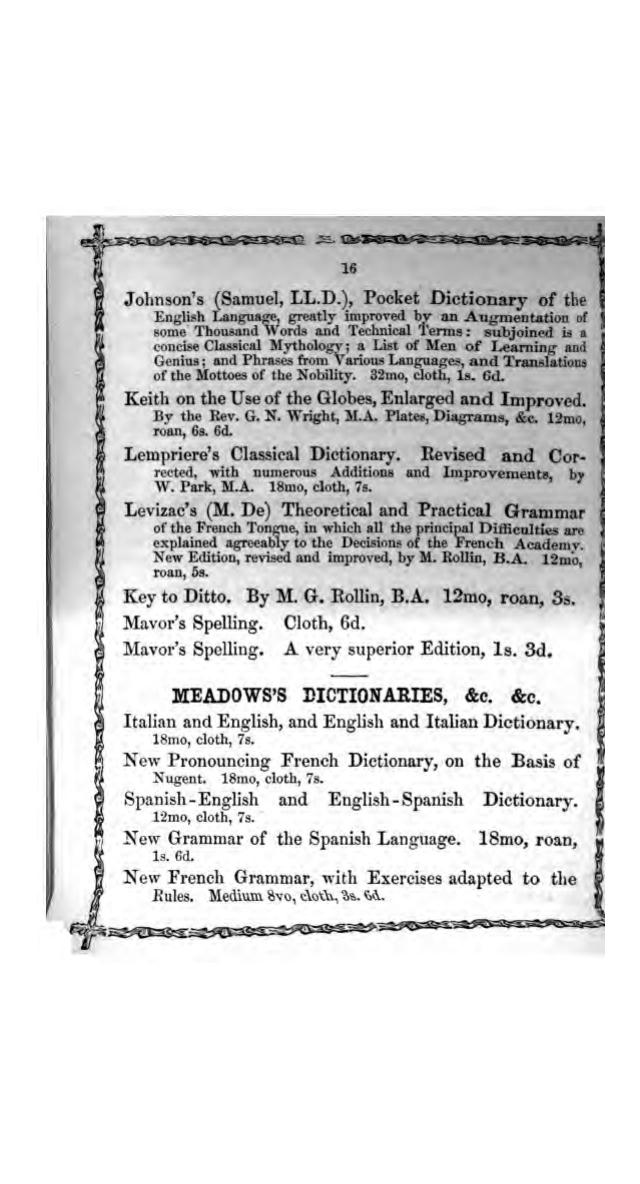 16
Johnson's (Samuel, LL.D.), Pocket Dictionary of the
English Language, greatly improved by an Augmentation of
some Thousand Words and Technical Terms: subjoined is a
concise Classical Mythology; a List of Men of Learning and
Genius; and Phrases from Various Languages, and Translations
of the Mottoes of the Nobility. 32mo, cloth, 1s. 6d.
Keith on the Use of the Globes, Enlarged and Improved.
By the Rev. G. N. Wright, M.A. Plates, Diagrams, &c. 12mo,
roan, 6s. 6d.
Lempriere's Classical Dictionary. Revised and Cor-
rected, with numerous Additions and Improvements, by
W. Park, M.A. 18mo, cloth, 7s.
Levizac's (M. De) Theoretical and Practical Grammar
of the French Tongue, in which all the principal Difficulties are
explained agreeably to the Decisions of the French Academy.
New Edition, revised and improved, by M. Rollin, B.A. 12mo,
roan, 5s.
Key to Ditto. By M. G. Rollin, B.A. 12mo, roan, 3s.
Mavor's Spelling. Cloth, 6d.
Mavor's Spelling. A very superior Edition, 1s. 3d.
MEADOWS'S DICTIONARIES, &c. &c.
Italian and English, and English and Italian Dictionary.
18mo, cloth, 7s.
New Pronouncing French Dictionary, on the Basis of
Nugent. 18mo, cloth, 7s.
Spanish-English and English-Spanish Dictionary.
12mo, cloth, 7s.
New Grammar of the Spanish Language. 18mo, roan,
1s. 6d.
New French Grammar, with Exercises adapted to the
Rules. Medium 8vo, cloth, 3s. 6d.